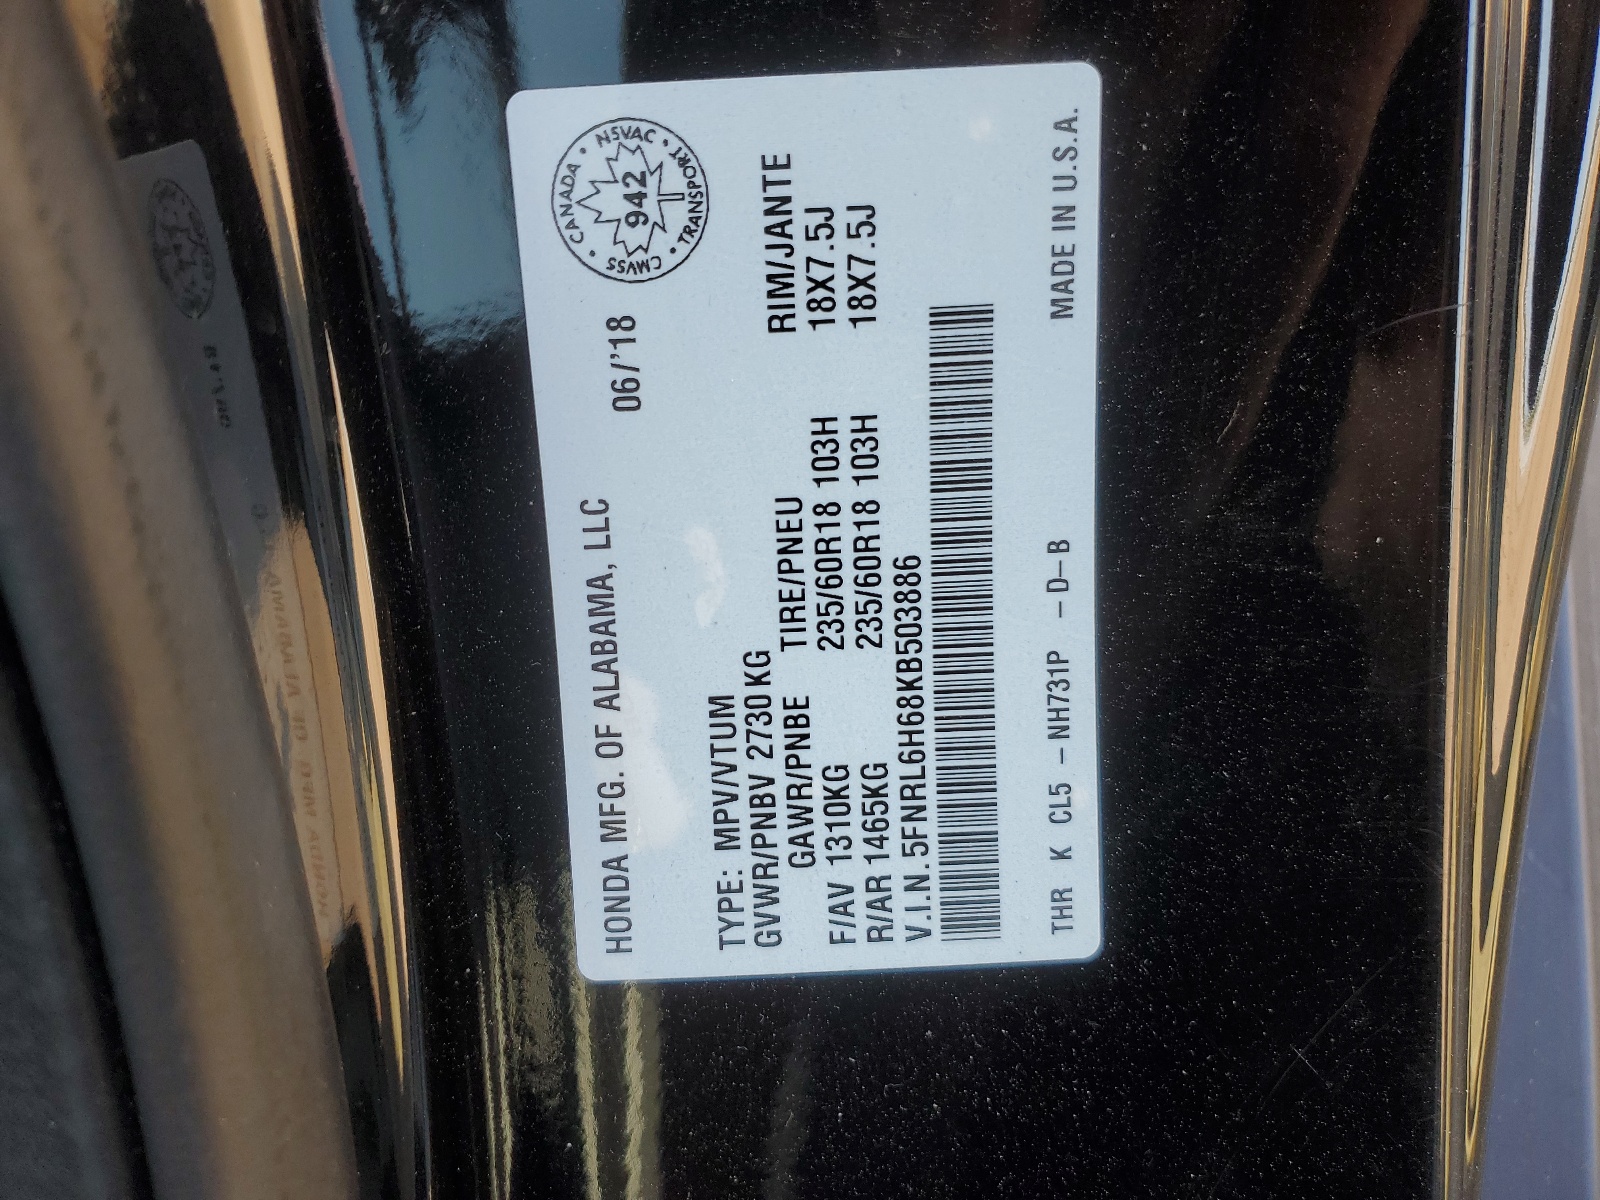 HONDA MFG. OF ALABAMA, LLC 06/'18
CANADA • NSVAC • TRANSPORT • CMVSS •
942
TYPE: MPV/VTUM
GVWR/PNBV 2730 KG
GAWR/PNBE TIRE/PNEU RIM/JANTE
F/AV 1310KG 235/60R18 103H 18X7.5J
R/AR 1465KG 235/60R18 103H 18X7.5J
V.I.N. 5FNRL6H68KB503886
THR K CL5 – NH731P – D– B MADE IN U.S.A.